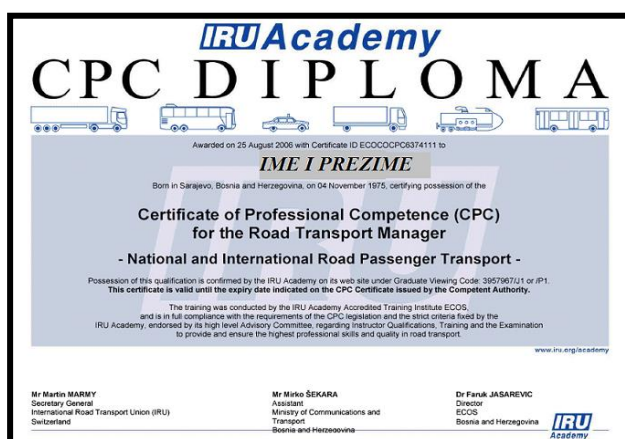 IRU Academy
CPC DIPLOMA
Awarded on 25 August 2006 with Certificate ID ECOCOCPC6374111 to
IME I PREZIME
Born in Sarajevo, Bosnia and Herzegovina, on 04 November 1975, certifying possession of the
Certificate of Professional Competence (CPC)
for the Road Transport Manager
- National and International Road Passenger Transport -
Possession of this qualification is confirmed by the IRU Academy on its web site under Graduate Viewing Code: 3957967/J1 or /P1.
This certificate is valid until the expiry date indicated on the CPC Certificate issued by the Competent Authority.
The training was conducted by the IRU Academy Accredited Training Institute ECOS,
and is in full compliance with the requirements of the CPC legislation and the strict criteria fixed by the
IRU Academy, endorsed by its high level Advisory Committee, regarding Instructor Qualifications, Training and the Examination
to provide and ensure the highest professional skills and quality in road transport.
IRU
www.iru.org/academy
Mr Martin MARMY
Secretary General
International Road Transport Union (IRU)
Switzerland
Mr Mirko ŠEKARA
Assistant
Ministry of Communications and
Transport
Bosnia and Herzegovina
Dr Faruk JASAREVIC
Director
ECOS
Bosnia and Herzegovina
IRU
Academy